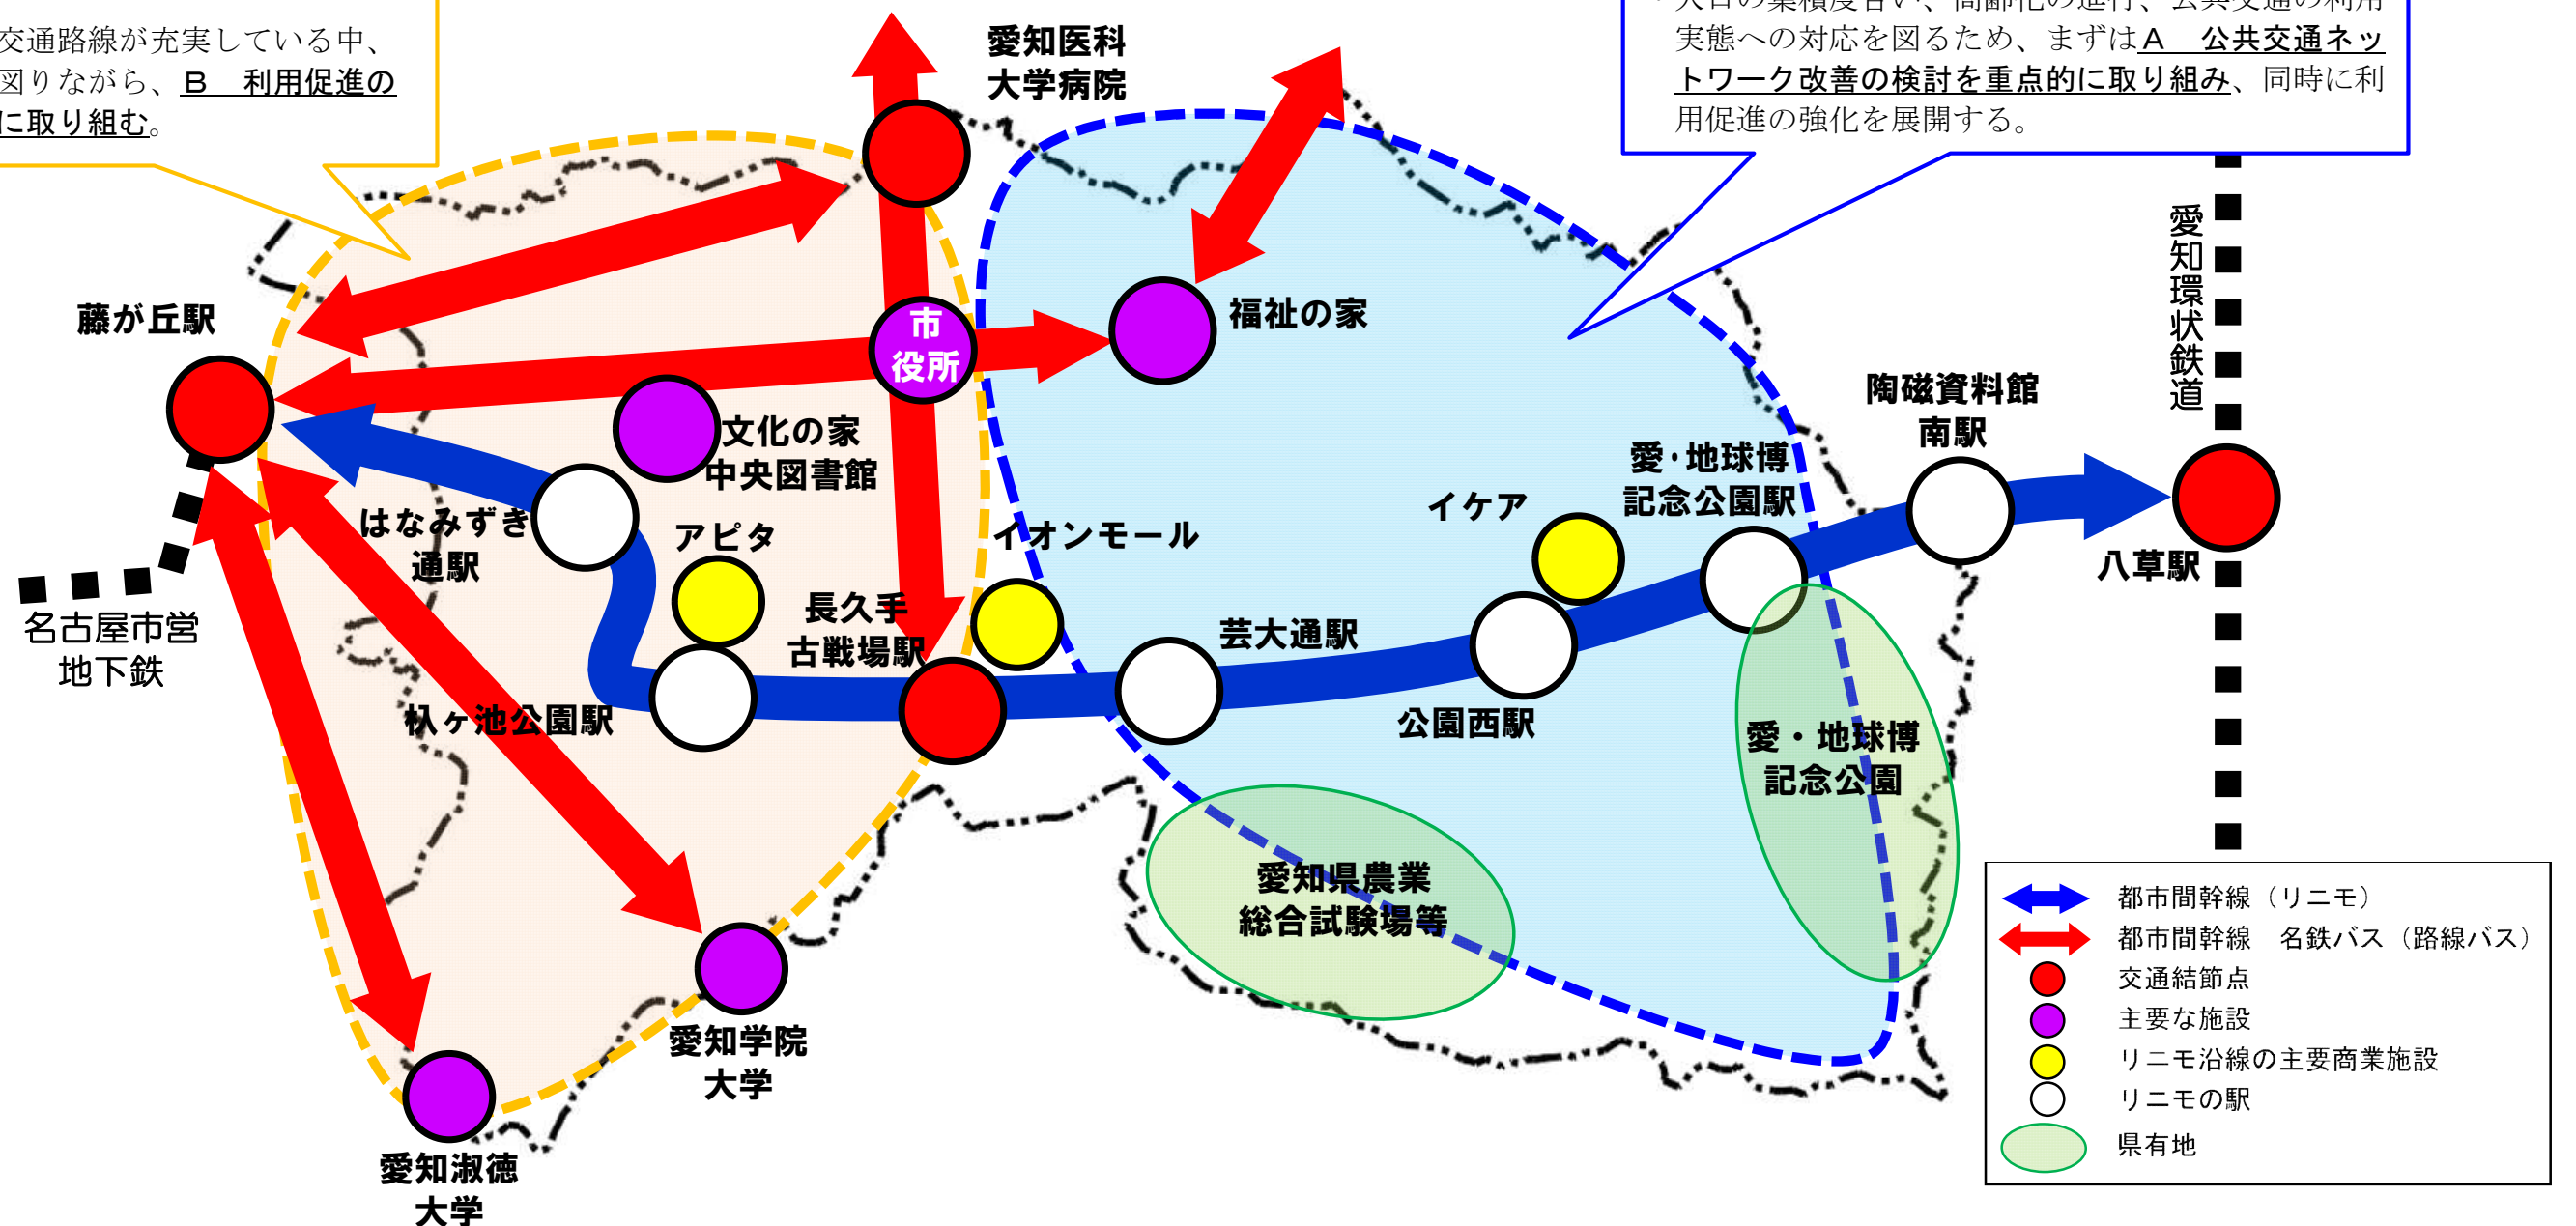 交通路線が充実している中、
図りながら、Ｂ　利用促進の
に取り組む。
実態への対応を図るため、まずはＡ　公共交通ネッ
トワーク改善の検討を重点的に取り組み、同時に利
用促進の強化を展開する。
愛知医科
大学病院
愛知環状鉄道
藤が丘駅
市
役所
福祉の家
陶磁資料館
南駅
文化の家
中央図書館
愛・地球博
記念公園駅
イケア
はなみずき
通駅
アピタ
イオンモール
八草駅
名古屋市営
地下鉄
長久手
古戦場駅
芸大通駅
杁ヶ池公園駅
公園西駅
愛・地球博
記念公園
愛知県農業
総合試験場等
愛知学院
大学
愛知淑徳
大学
都市間幹線（リニモ）
都市間幹線　名鉄バス（路線バス）
交通結節点
主要な施設
リニモ沿線の主要商業施設
リニモの駅
県有地